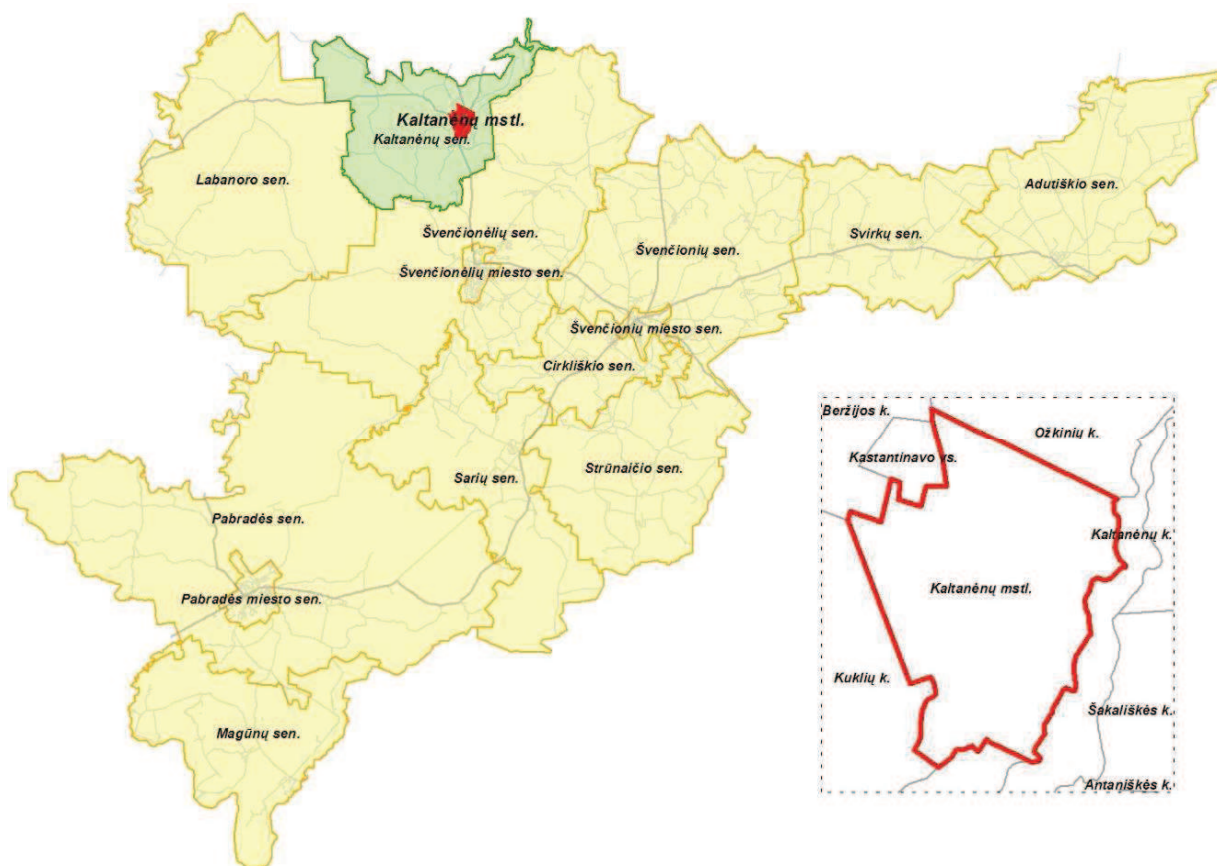 Kaltanėnų mstl.
Kaltanėnų sen.
Labanoro sen.
Adutiškio sen.
Švenčionėlių sen.
Svirkų sen.
Švenčionių sen.
Švenčionėlių miesto sen.
Švenčionių miesto sen.
Cirkliškio sen.
Sarių sen.
Strūnaičio sen.
Pabradės sen.
Pabradės miesto sen.
Magūnų sen.
Beržijos k.
Ožkinių k.
Kastantinavo vs.
Kaltanėnų k.
Kaltanėnų mstl.
Kuklių k.
Šakališkės k.
Antaniškės k.